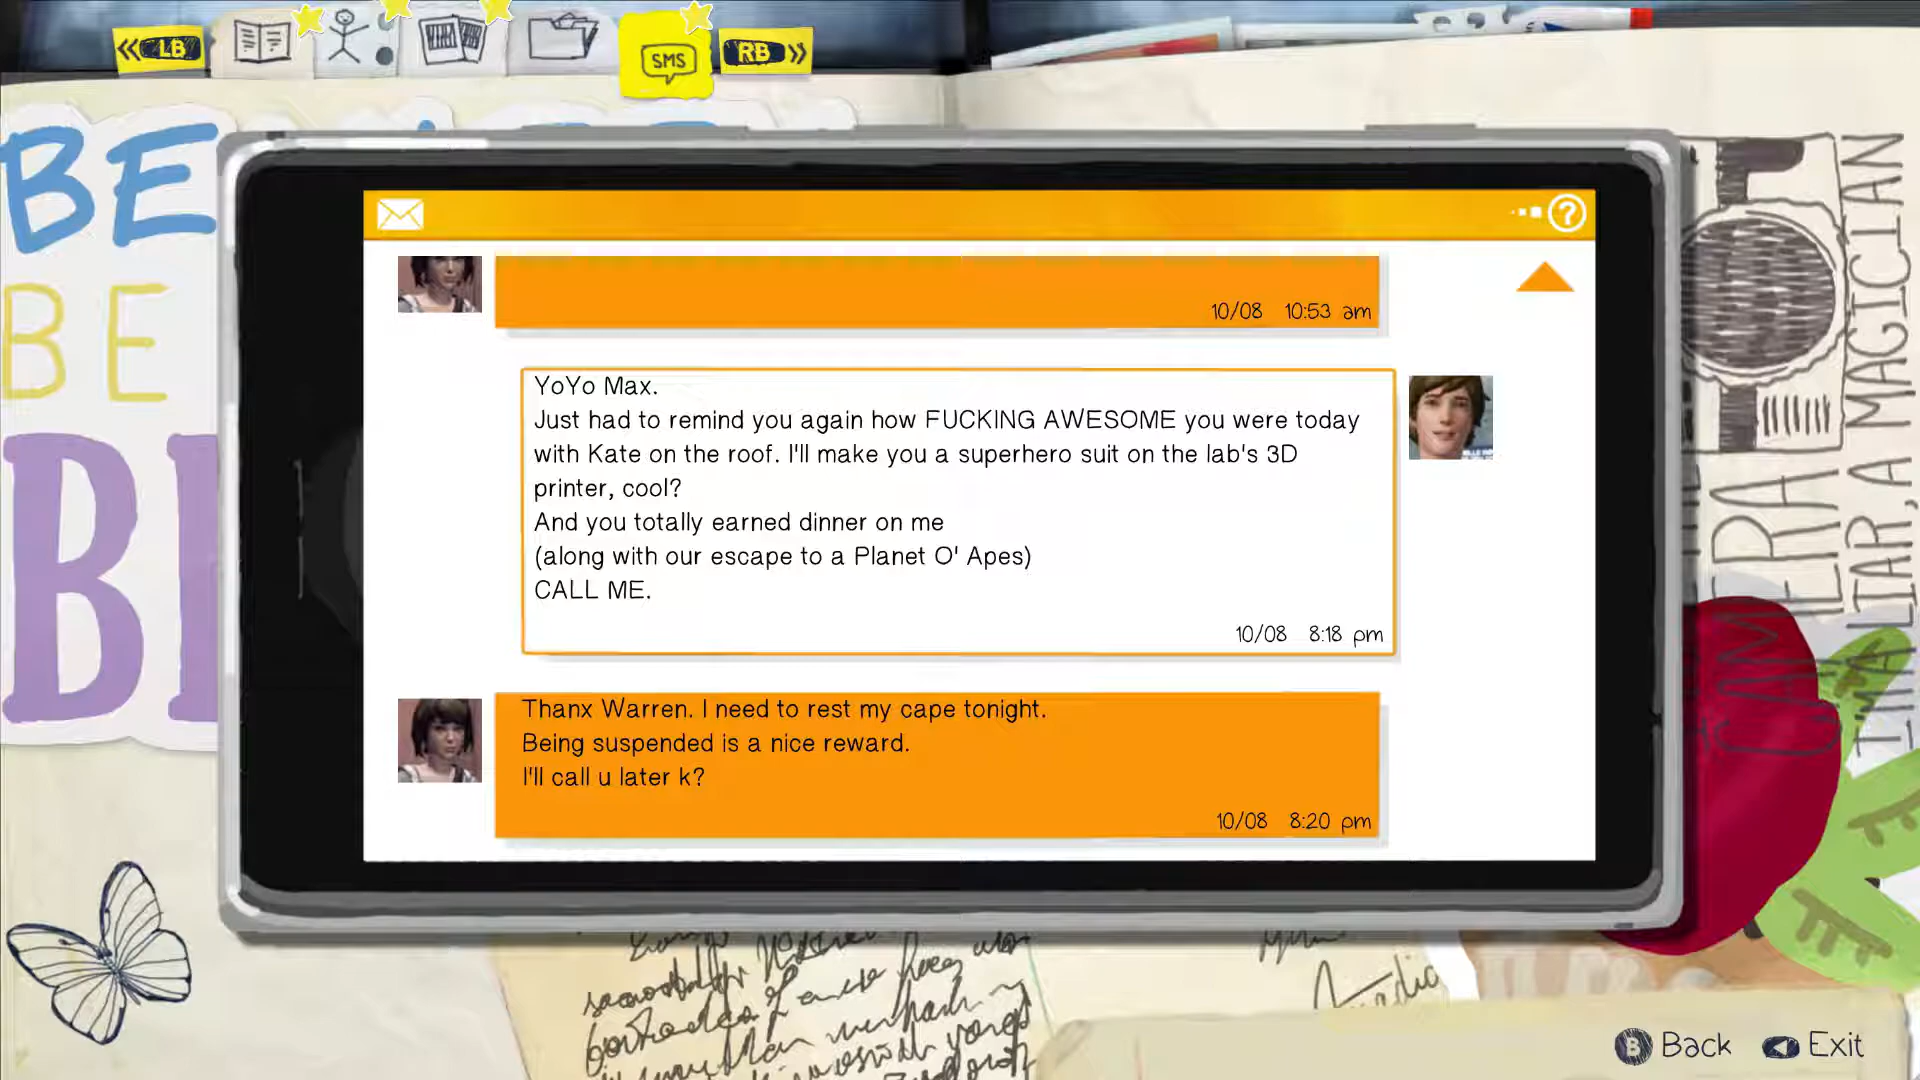 LB
SMS
RB
BE
BE
10/08 10:53 am
YoYo Max.
Just had to remind you again how FUCKING AWESOME you were today
with Kate on the roof. I'll make you a superhero suit on the lab's 3D
printer, cool?
And you totally earned dinner on me
(along with our escape to a Planet O' Apes)
CALL ME.
10/08 8:18 pm
Thanx Warren. I need to rest my cape tonight.
Being suspended is a nice reward.
I'll call u later k?
10/08 8:20 pm
LIAR, A MAGICIAN
B Back
Exit